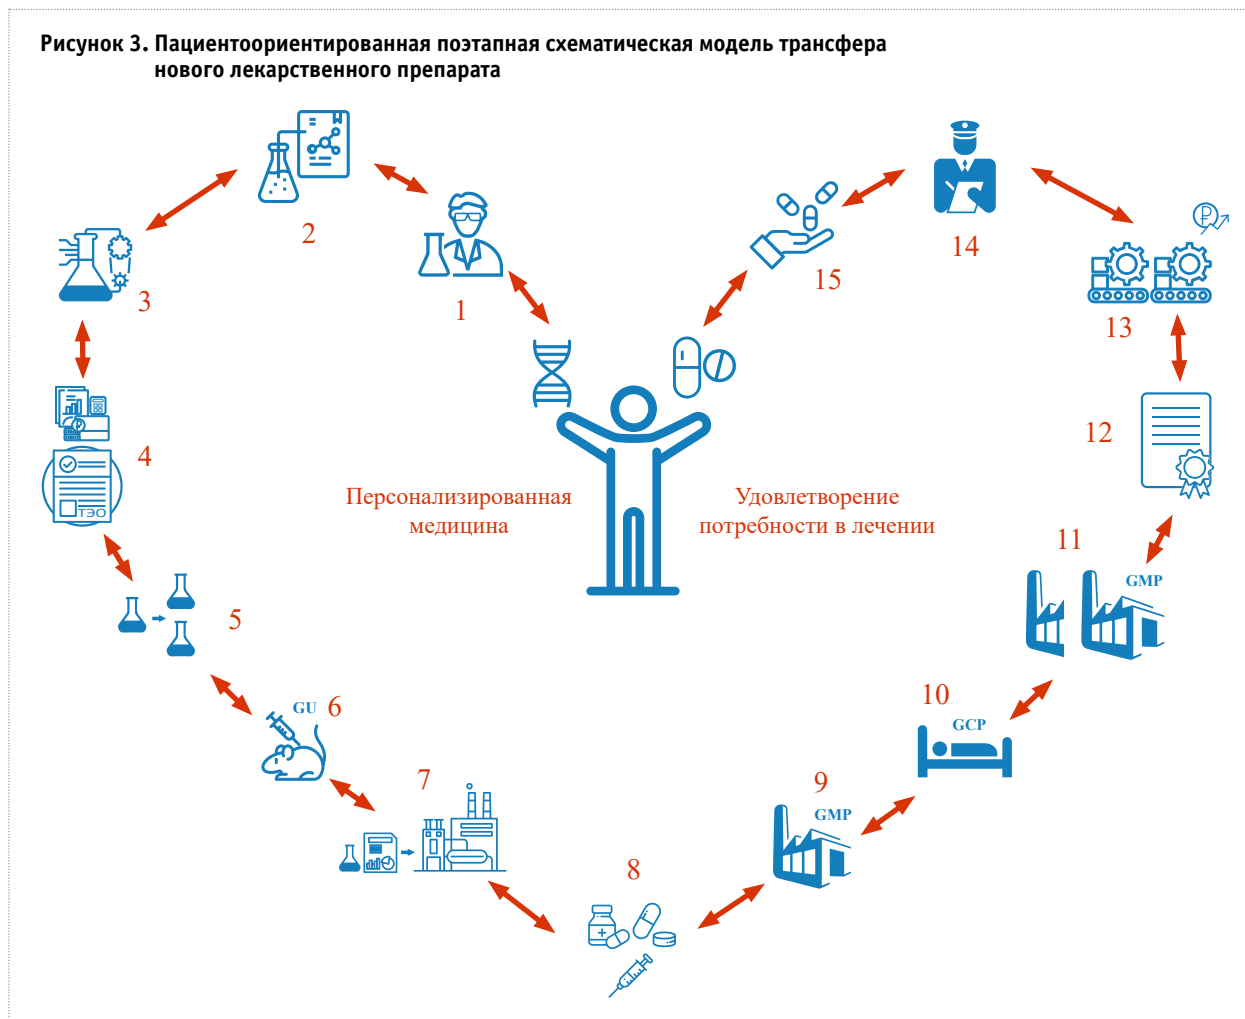 Рисунок 3. Пациентоориентированная поэтапная схематическая модель трансфера
нового лекарственного препарата
2
14
₽
1
15
3
13
12
₽
4
ТЭО
Персонализированная
медицина
Удовлетворение
потребности в лечении
11
GMP
5
GU 6
10
GCP
7
9
GMP
8